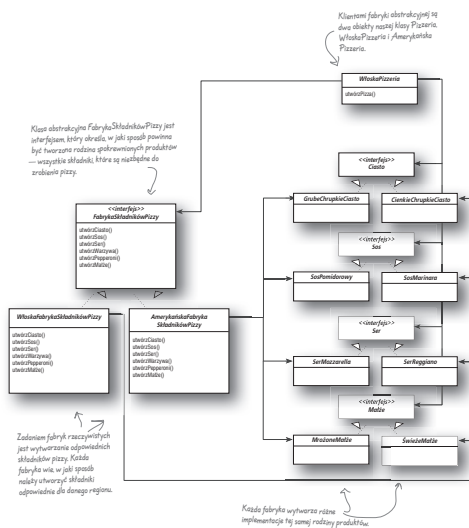 Klientami fabryki abstrakcyjnej są
dwa obiekty naszej klasy Pizzeria,
WłoskaPizzeria i Amerykańska
Pizzeria.
WłoskaPizzeria
utwórzPizza()
Klasa abstrakcyjna FabrykaSkładnikówPizzy jest
interfejsem, który określa, w jaki sposób powinna
być tworzona rodzina spokrewnionych produktów
— wszystkie składniki, które są niezbędne do
zrobienia pizzy.
<<interfejs>>
Ciasto
GrubeChrupkieCiasto
CienkieChrupkieCiasto
<<interfejs>>
FabrykaSkładnikówPizzy
utwórzCiasto()
utwórzSos()
utwórzSer()
utwórzWarzywa()
utwórzPepperoni()
utwórzMałże()
<<interfejs>>
Sos
SosPomidorowy
SosMarinara
WłoskaFabrykaSkładnikówPizzy
utwórzCiasto()
utwórzSos()
utwórzSer()
utwórzWarzywa()
utwórzPepperoni()
utwórzMałże()
AmerykańskaFabryka
SkładnikówPizzy
utwórzCiasto()
utwórzSos()
utwórzSer()
utwórzWarzywa()
utwórzPepperoni()
utwórzMałże()
<<interfejs>>
Ser
SerMozzarella
SerReggiano
<<interfejs>>
Małże
MrożoneMałże
ŚwieżeMałże
Zadaniem fabryk rzeczywistych
jest wytwarzanie odpowiednich
składników pizzy. Każda
fabryka wie, w jaki sposób
należy utworzyć składniki
odpowiednie dla danego regionu.
Każda fabryka wytwarza różne
implementacje tej samej rodziny produktów.